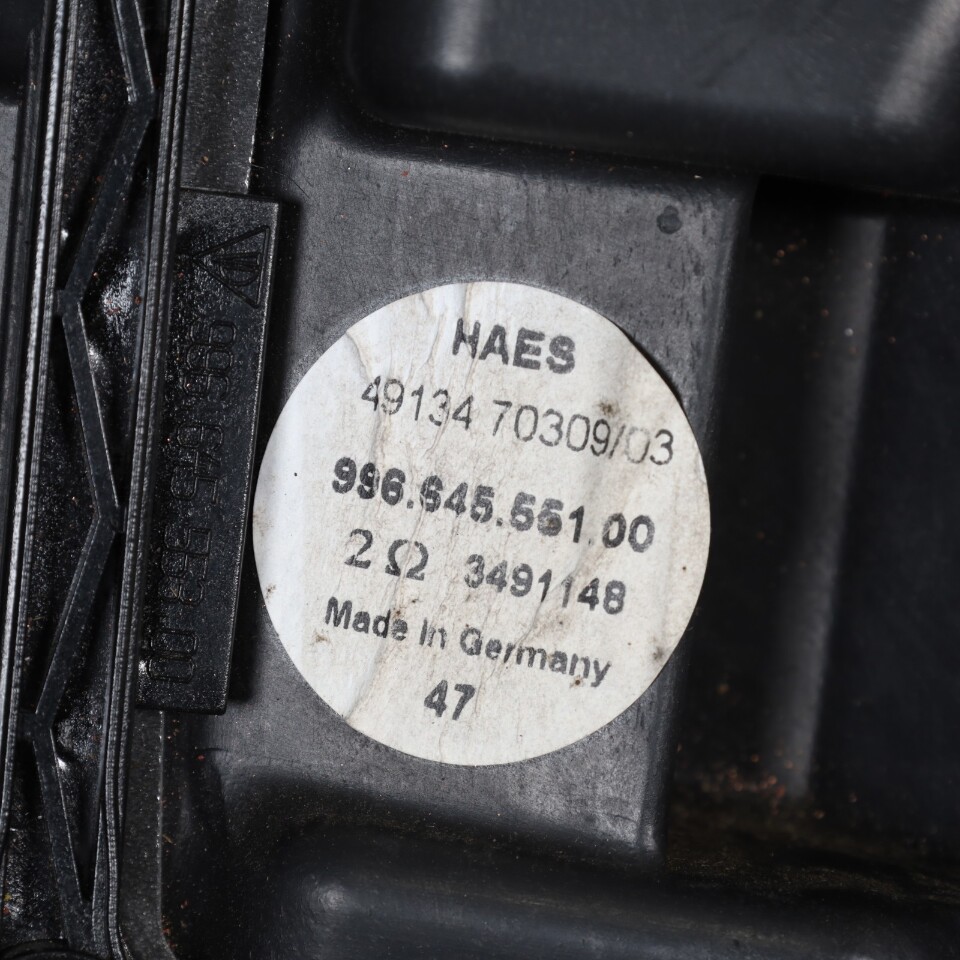 HAES
49134 70309/03
996.645.551.00
2 Ω 3491148
Made In Germany
47